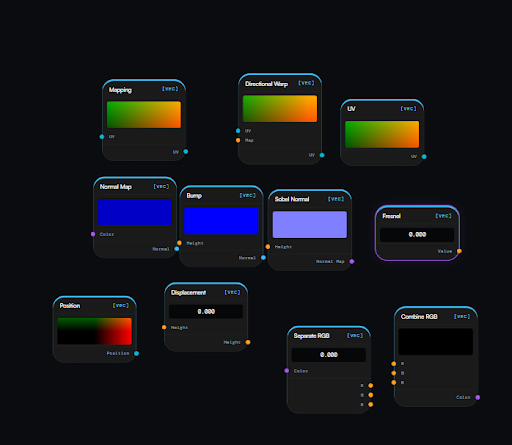 Mapping [VEC]
UV
UV
Directional Warp [VEC]
UV
Map
UV
UV [VEC]
UV
Normal Map [VEC]
Color
Normal
Bump [VEC]
Height
Normal
Sobel Normal [VEC]
Height
Normal Map
Fresnel [VEC]
0.000
Value
Position [VEC]
Position
Displacement [VEC]
0.000
Height
Height
Separate RGB [VEC]
0.000
Color
R
Combine RGB [VEC]
R
Color